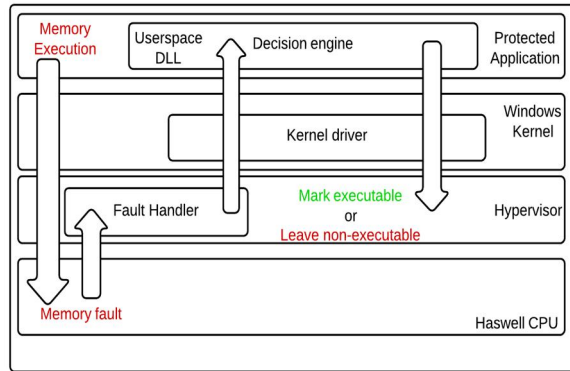 Memory
Execution
Userspace
DLL
Decision engine
Protected
Application
Windows
Kernel
Kernel driver
Fault Handler
Mark executable
or
Leave non-executable
Hypervisor
Memory fault
Haswell CPU